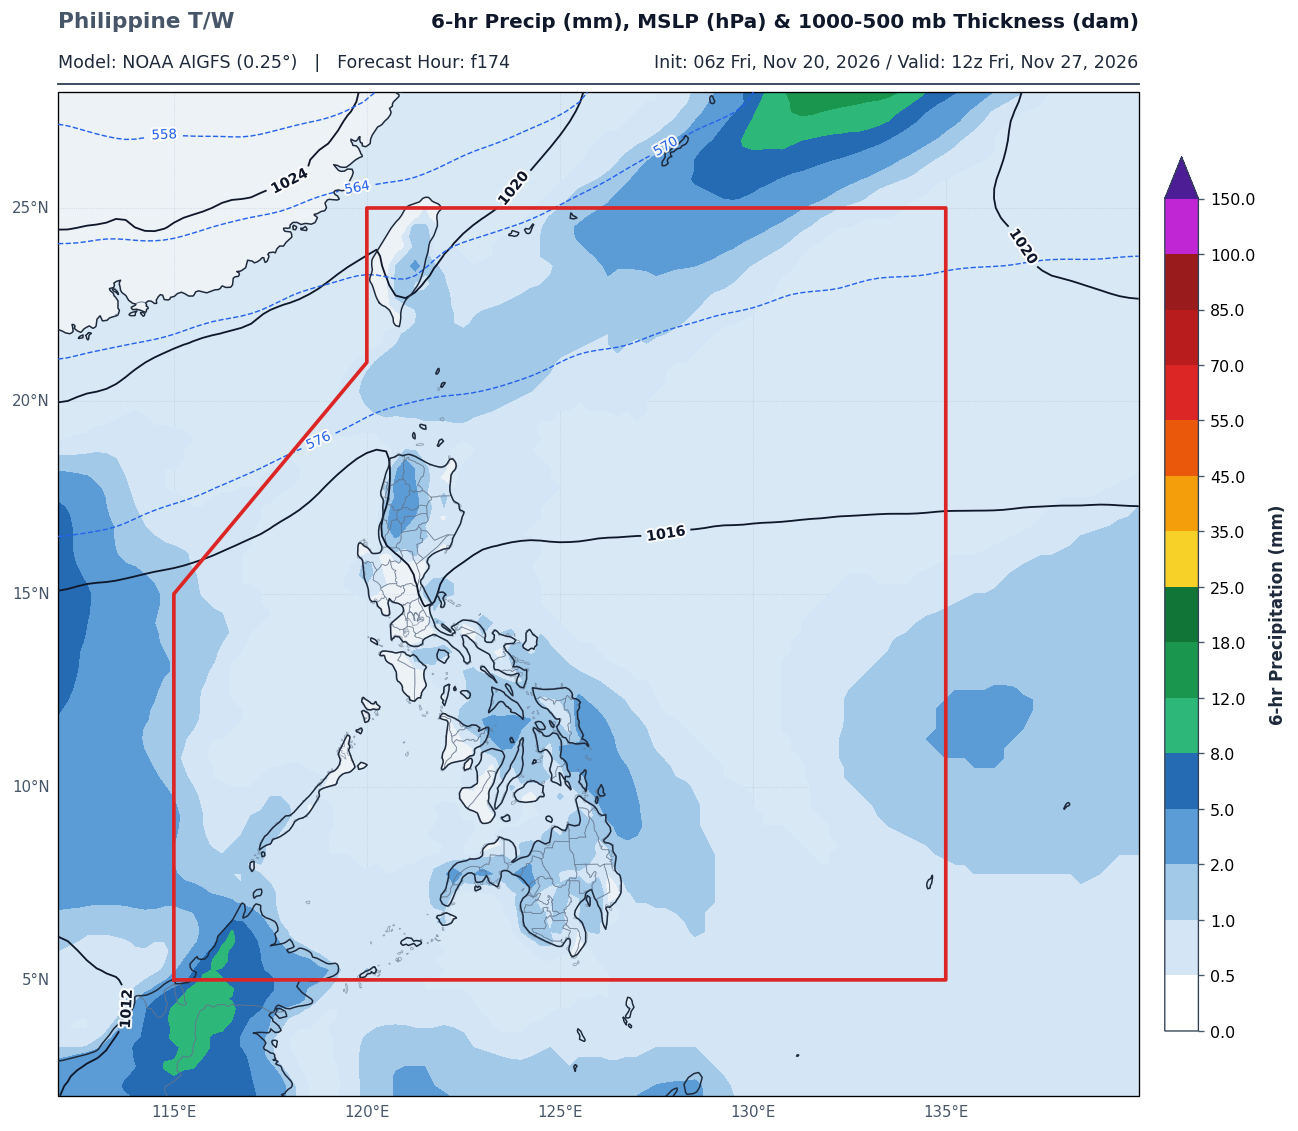 Philippine T/W
6-hr Precip (mm), MSLP (hPa) & 1000-500 mb Thickness (dam)
Model: NOAA AIGFS (0.25°) | Forecast Hour: f174
Init: 06z Fri, Nov 20, 2026 / Valid: 12z Fri, Nov 27, 2026
558
564
570
576
1024
1020
1020
1016
1012
25°N
20°N
15°N
10°N
5°N
115°E
120°E
125°E
130°E
135°E
150.0
100.0
85.0
70.0
55.0
45.0
35.0
25.0
18.0
12.0
8.0
5.0
2.0
1.0
0.5
0.0
6-hr Precipitation (mm)